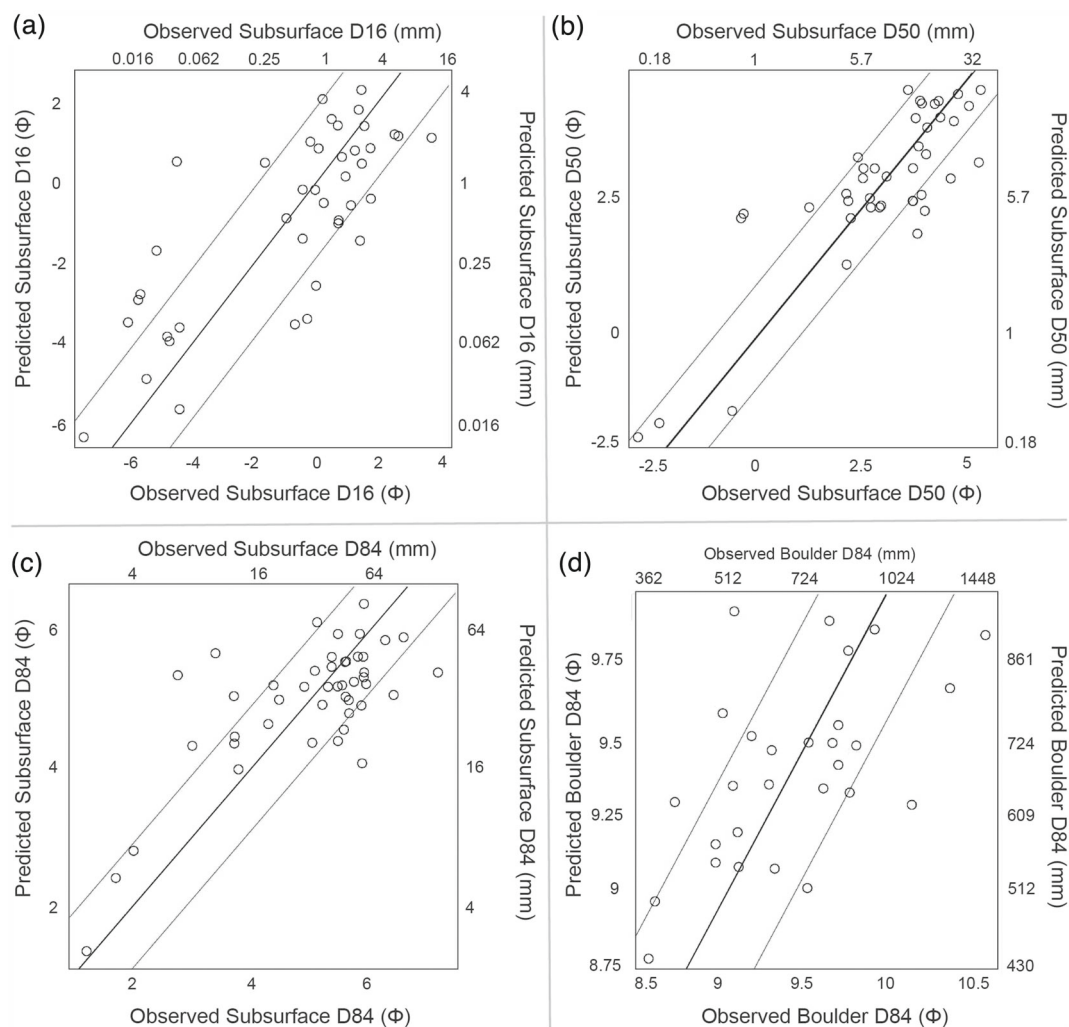 (a)
Observed Subsurface D16 (mm)
0.016 0.062 0.25 1 4 16
Predicted Subsurface D16 (Φ)
2
0
-2
-4
-6
4
1
0.25
0.062
0.016
Predicted Subsurface D16 (mm)
-6 -4 -2 0 2 4
Observed Subsurface D16 (Φ)
(b)
Observed Subsurface D50 (mm)
0.18 1 5.7 32
Predicted Subsurface D50 (Φ)
2.5
0
-2.5
5.7
1
0.18
Predicted Subsurface D50 (mm)
-2.5 0 2.5 5
Observed Subsurface D50 (Φ)
(c)
Observed Subsurface D84 (mm)
4 16 64
Predicted Subsurface D84 (Φ)
6
4
2
64
16
4
Predicted Subsurface D84 (mm)
2 4 6
Observed Subsurface D84 (Φ)
(d)
Observed Boulder D84 (mm)
362 512 724 1024 1448
Predicted Boulder D84 (Φ)
9.75
9.5
9.25
9
8.75
861
724
609
512
430
Predicted Boulder D84 (mm)
8.5 9 9.5 10 10.5
Observed Boulder D84 (Φ)